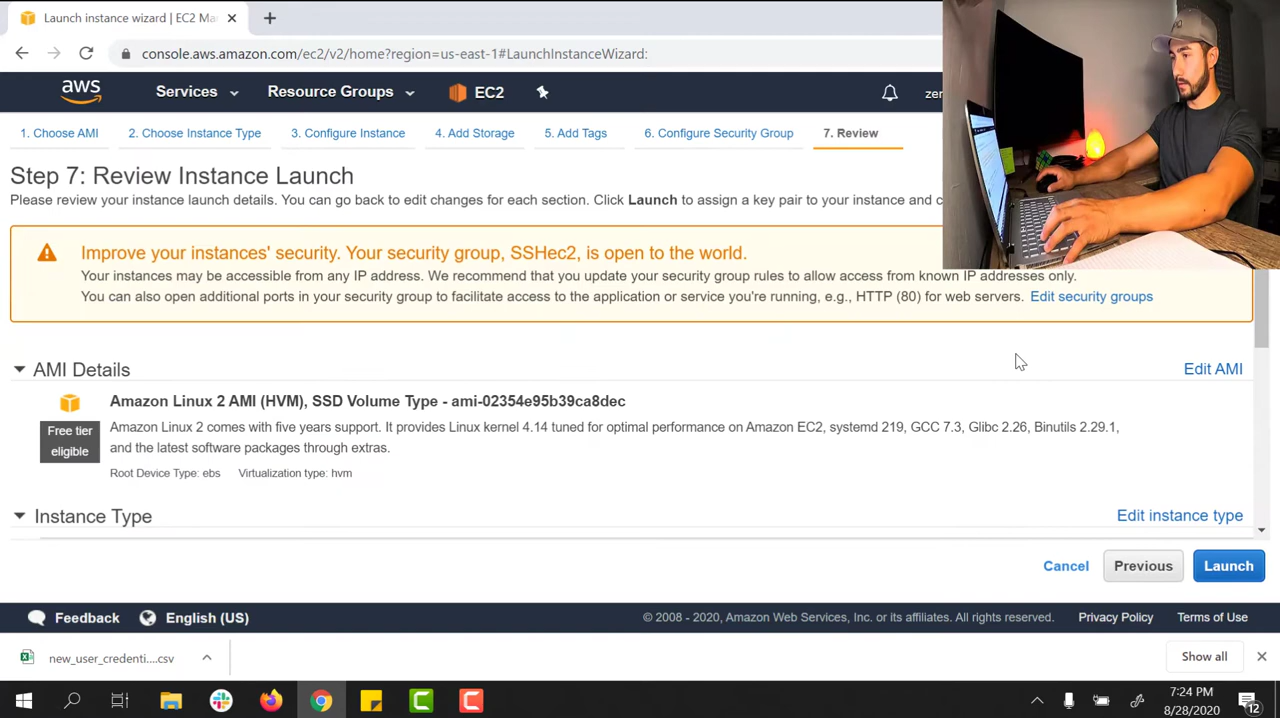 Launch instance wizard | EC2 Ma
console.aws.amazon.com/ec2/v2/home?region=us-east-1#LaunchInstanceWizard:
aws
Services
Resource Groups
EC2
zer
1. Choose AMI
2. Choose Instance Type
3. Configure Instance
4. Add Storage
5. Add Tags
6. Configure Security Group
7. Review
Step 7: Review Instance Launch
Please review your instance launch details. You can go back to edit changes for each section. Click Launch to assign a key pair to your instance and c
Improve your instances' security. Your security group, SSHec2, is open to the world.
Your instances may be accessible from any IP address. We recommend that you update your security group rules to allow access from known IP addresses only.
You can also open additional ports in your security group to facilitate access to the application or service you're running, e.g., HTTP (80) for web servers. Edit security groups
AMI Details
Edit AMI
Amazon Linux 2 AMI (HVM), SSD Volume Type - ami-02354e95b39ca8dec
Free tier
eligible
Amazon Linux 2 comes with five years support. It provides Linux kernel 4.14 tuned for optimal performance on Amazon EC2, systemd 219, GCC 7.3, Glibc 2.26, Binutils 2.29.1,
and the latest software packages through extras.
Root Device Type: ebs
Virtualization type: hvm
Instance Type
Edit instance type
Cancel
Previous
Launch
Feedback
English (US)
© 2008 - 2020, Amazon Web Services, Inc. or its affiliates. All rights reserved.
Privacy Policy
Terms of Use
new_user_credenti....csv
Show all
7:24 PM
8/28/2020
12